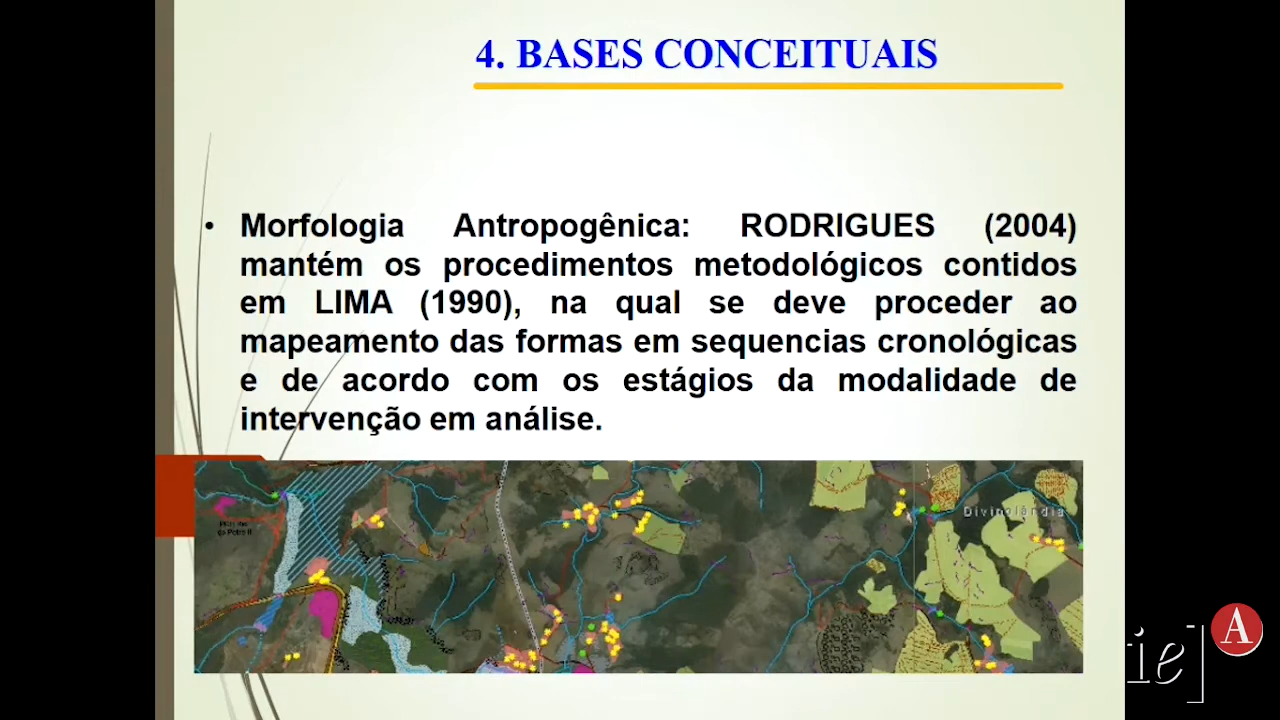 4. BASES CONCEITUAIS
• Morfologia Antropogênica: RODRIGUES (2004)
mantém os procedimentos metodológicos contidos
em LIMA (1990), na qual se deve proceder ao
mapeamento das formas em sequencias cronológicas
e de acordo com os estágios da modalidade de
intervenção em análise.
Divinolândia
ie]
A